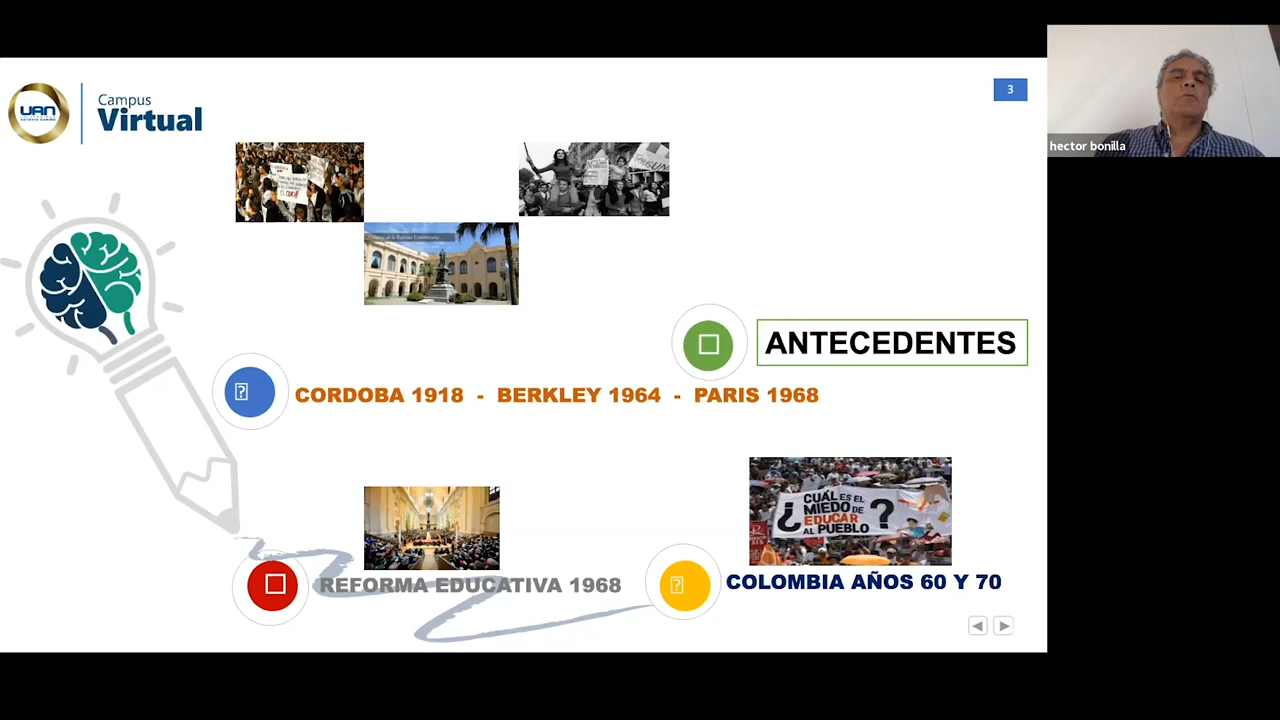 UAN
Campus
Virtual
3
hector bonilla
ANTECEDENTES
CORDOBA 1918 - BERKLEY 1964 - PARIS 1968
¿CUÁL ES EL
MIEDO DE
EDUCAR
AL PUEBLO?
REFORMA EDUCATIVA 1968
COLOMBIA AÑOS 60 Y 70